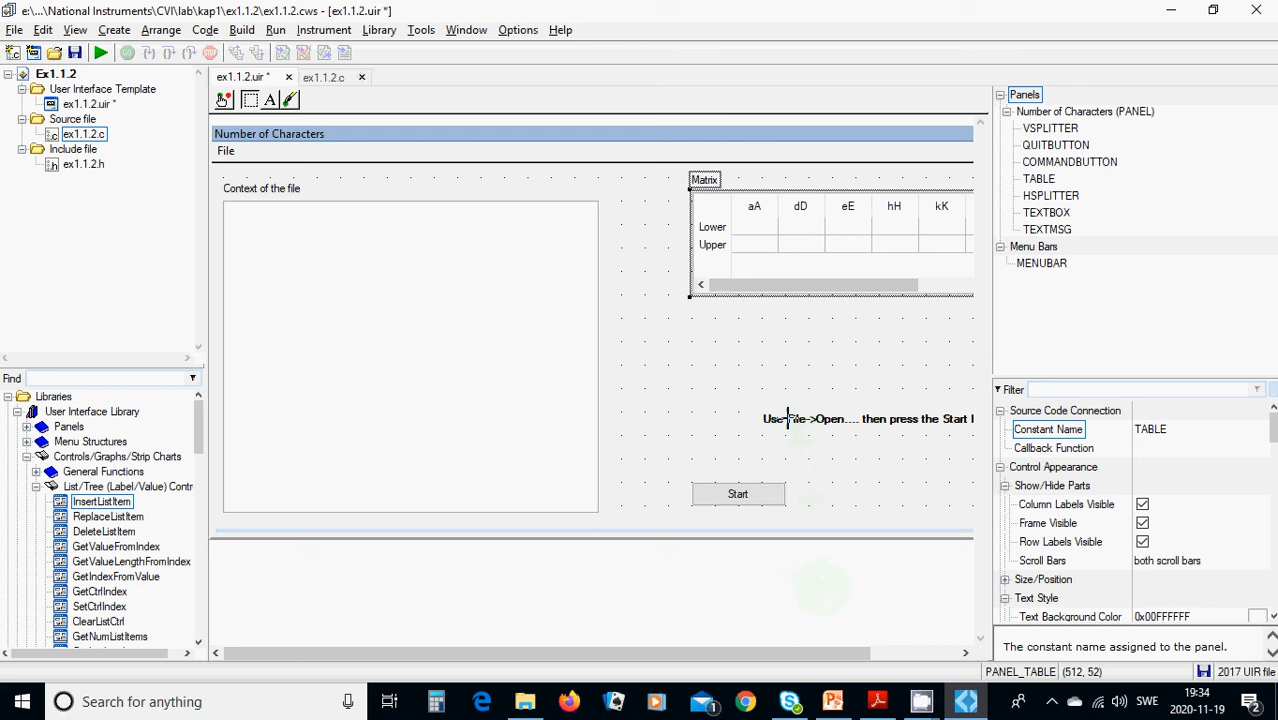 e:\...\National Instruments\CVI\lab\kap1\ex1.1.2\ex1.1.2.cws - [ex1.1.2.uir *]
File Edit View Create Arrange Code Build Run Instrument Library Tools Window Options Help
Ex1.1.2
User Interface Template
ex1.1.2.uir *
Source file
ex1.1.2.c
Include file
ex1.1.2.h
Find
Libraries
User Interface Library
Panels
Menu Structures
Controls/Graphs/Strip Charts
General Functions
List/Tree (Label/Value) Contr
InsertListItem
ReplaceListItem
DeleteListItem
GetValueFromIndex
GetValueLengthFromIndex
GetIndexFromValue
GetCtrlIndex
SetCtrlIndex
ClearListCtrl
GetNumListItems
ex1.1.2.uir * ex1.1.2.c
A
Number of Characters
File
Context of the file
Matrix
aA dD eE hH kK
Lower
Upper
Use File->Open.... then press the Start
Start
Panels
Number of Characters (PANEL)
VSPLITTER
QUITBUTTON
COMMANDBUTTON
TABLE
HSPLITTER
TEXTBOX
TEXTMSG
Menu Bars
MENUBAR
Filter
Source Code Connection
Constant Name TABLE
Callback Function
Control Appearance
Show/Hide Parts
Column Labels Visible
Frame Visible
Row Labels Visible
Scroll Bars both scroll bars
Size/Position
Text Style
Text Background Color 0x00FFFFFF
The constant name assigned to the panel.
PANEL_TABLE (512, 52) 2017 UIR FILE
Search for anything
SWE
19:34
2020-11-19